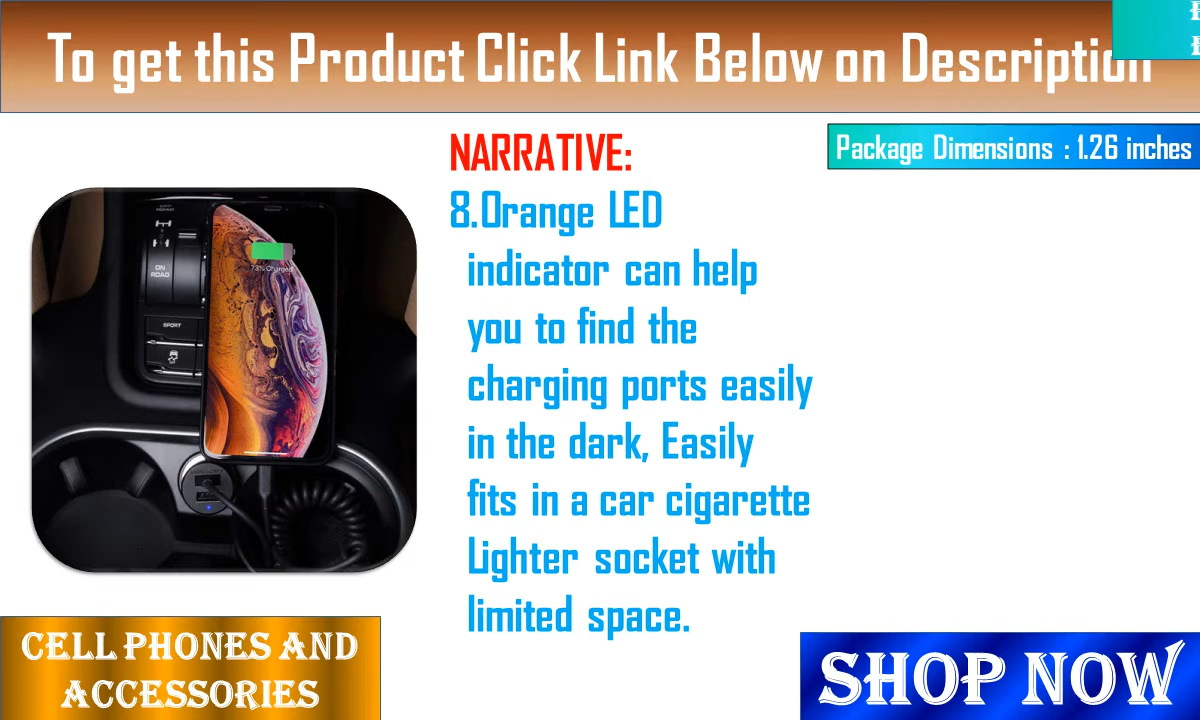 To get this Product Click Link Below on Description
NARRATIVE:
Package Dimensions : 1.26 inches
8.Orange LED
indicator can help
you to find the
charging ports easily
in the dark, Easily
fits in a car cigarette
Lighter socket with
limited space.
ON
ROAD
73% Charged
SPORT
CELL PHONES AND
ACCESSORIES
SHOP NOW